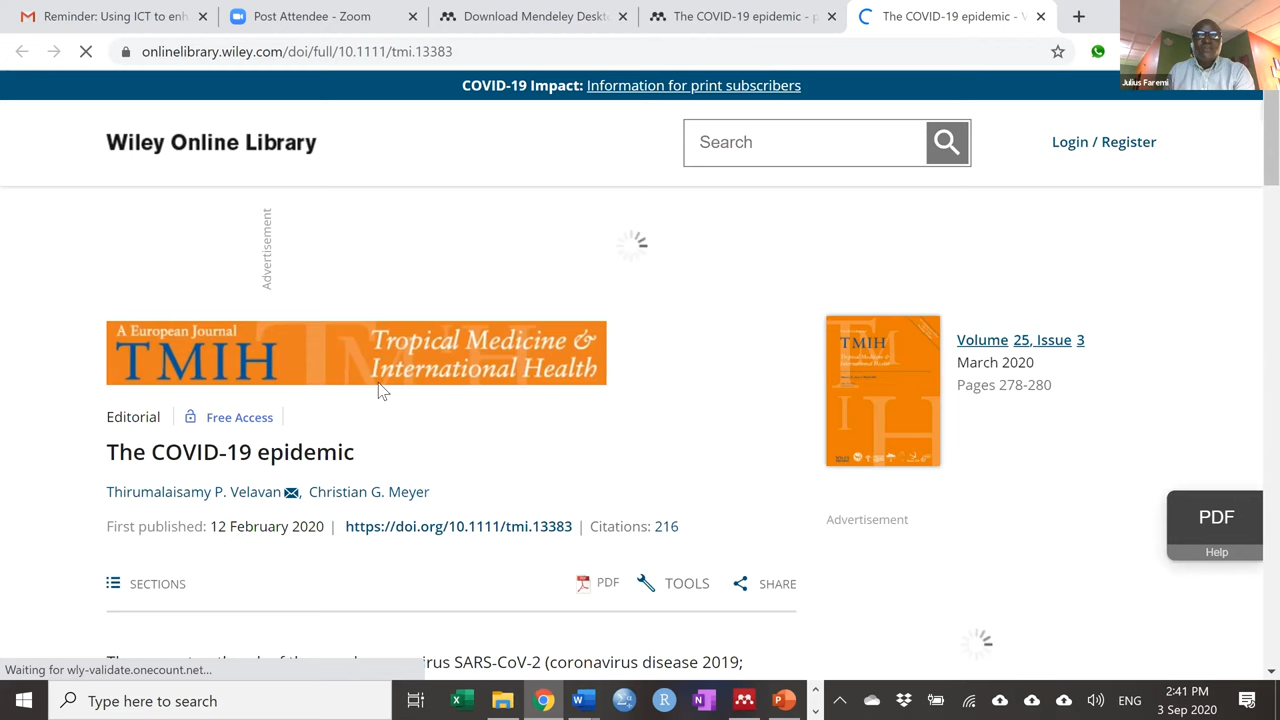 Reminder: Using ICT to enh
Post Attendee - Zoom
Download Mendeley Deskto
The COVID-19 epidemic - p
The COVID-19 epidemic - V
onlinelibrary.wiley.com/doi/full/10.1111/tmi.13383
Julius Faremi
COVID-19 Impact: Information for print subscribers
Wiley Online Library
Search
Login / Register
Advertisement
A European Journal
TMIH
Tropical Medicine &
International Health
TMIH
Volume 25, Issue 3
March 2020
Pages 278-280
Editorial
Free Access
The COVID-19 epidemic
Thirumalaisamy P. Velavan, Christian G. Meyer
First published: 12 February 2020 | https://doi.org/10.1111/tmi.13383 | Citations: 216
Advertisement
PDF
Help
SECTIONS
PDF
TOOLS
SHARE
virus SARS-CoV-2 (coronavirus disease 2019;
Waiting for wly-validate.onecount.net...
Type here to search
ENG
2:41 PM
3 Sep 2020